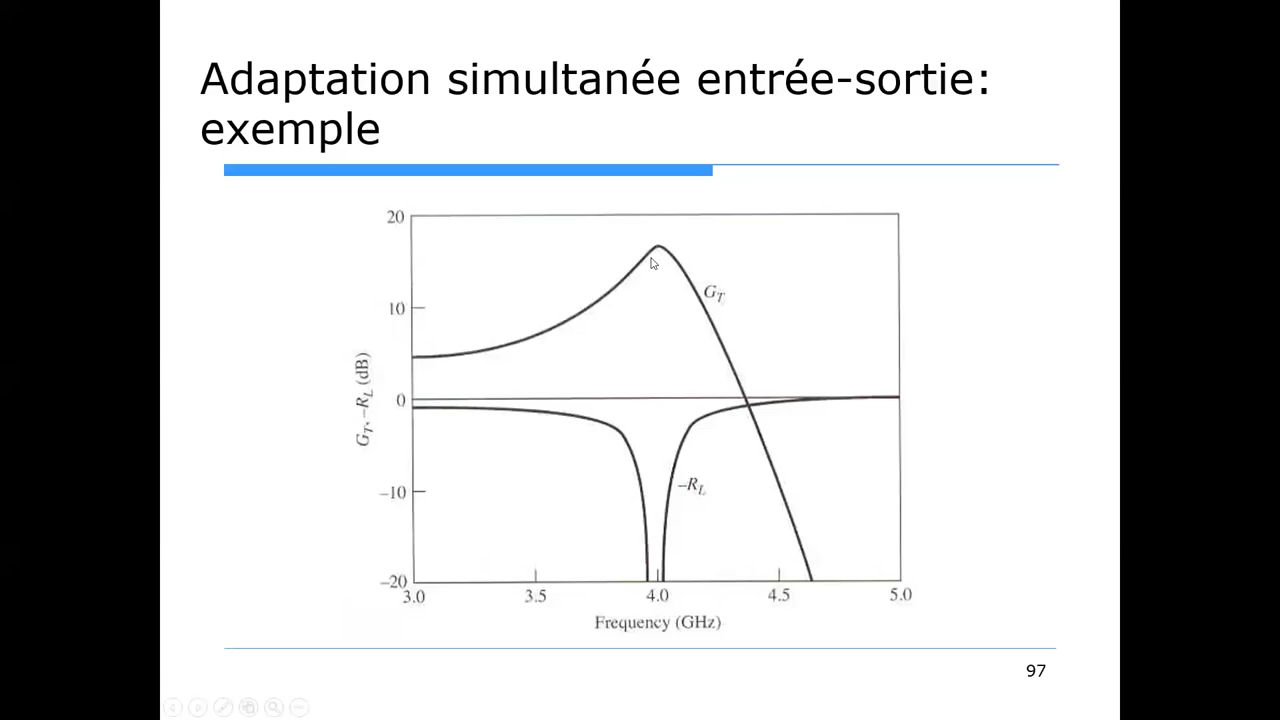 Adaptation simultanée entrée-sortie:
exemple
20
10
0
–10
–20
G_T, –R_L (dB)
G_T
–R_L
3.0 3.5 4.0 4.5 5.0
Frequency (GHz)
97